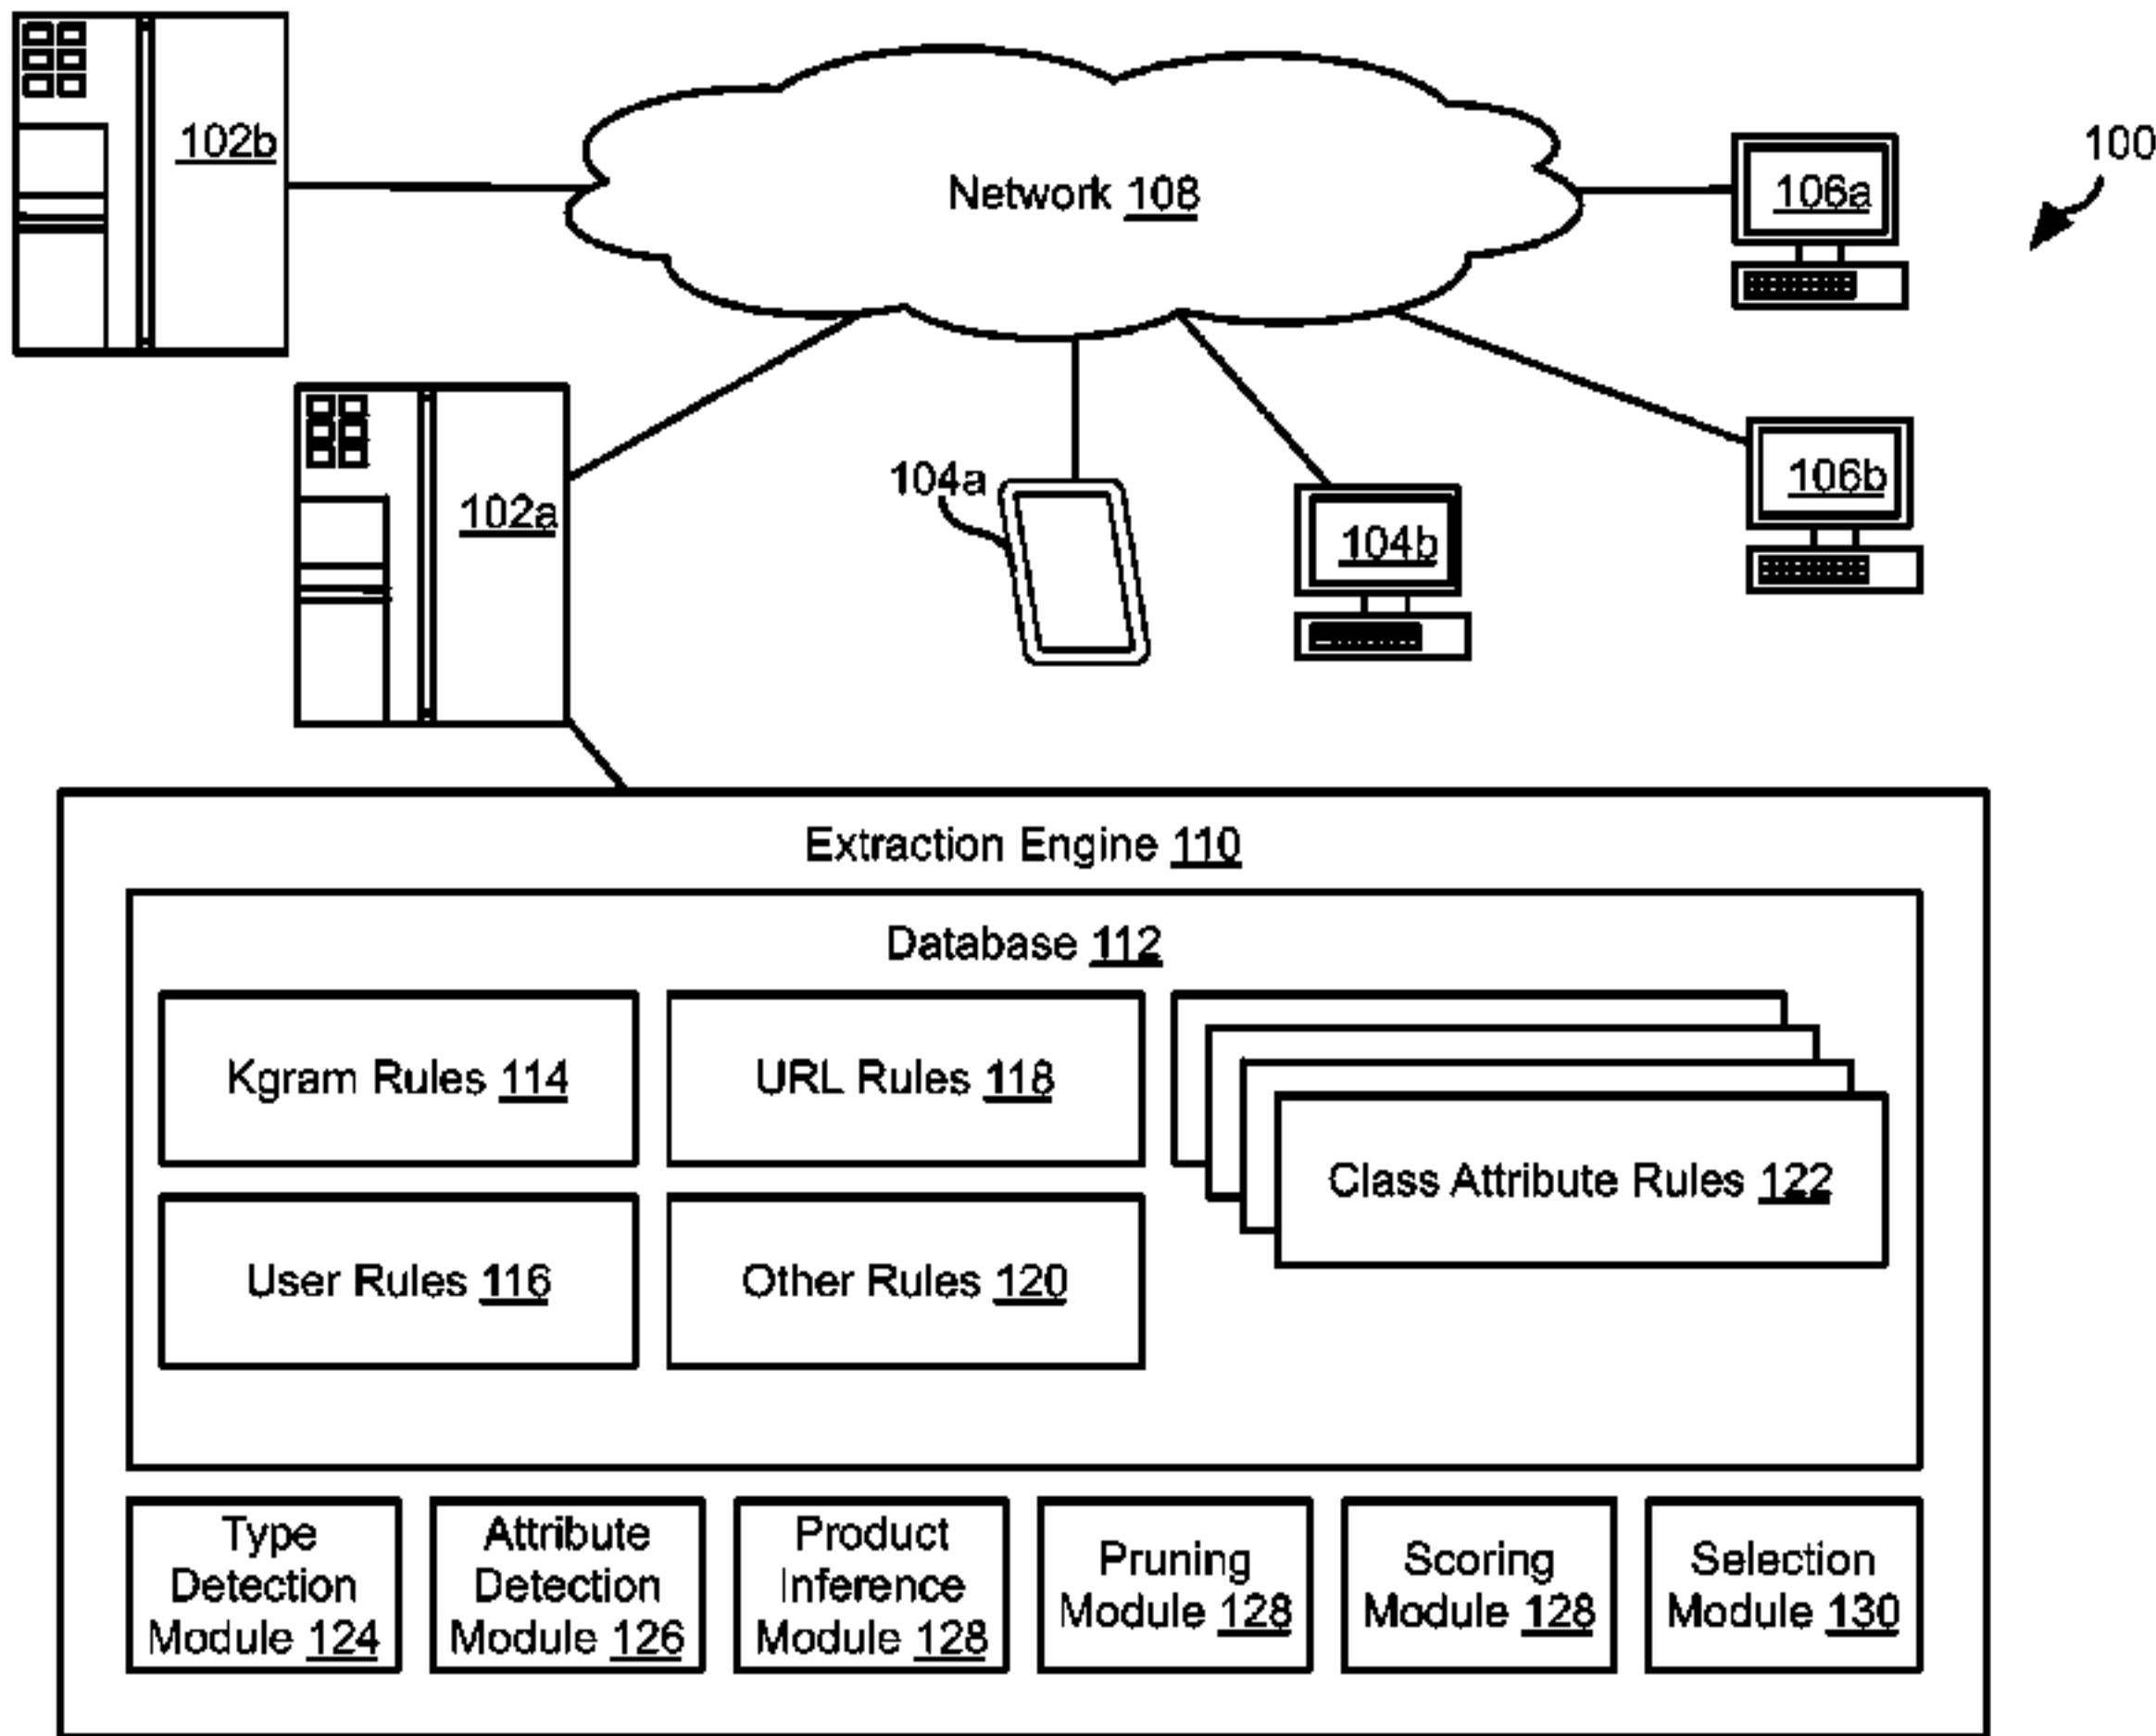 102b
Network 108
106a
100
102a
104a
104b
106b
Extraction Engine 110
Database 112
Kgram Rules 114
URL Rules 118
Class Attribute Rules 122
User Rules 116
Other Rules 120
Type
Detection
Module 124
Attribute
Detection
Module 126
Product
Inference
Module 128
Pruning
Module 128
Scoring
Module 128
Selection
Module 130